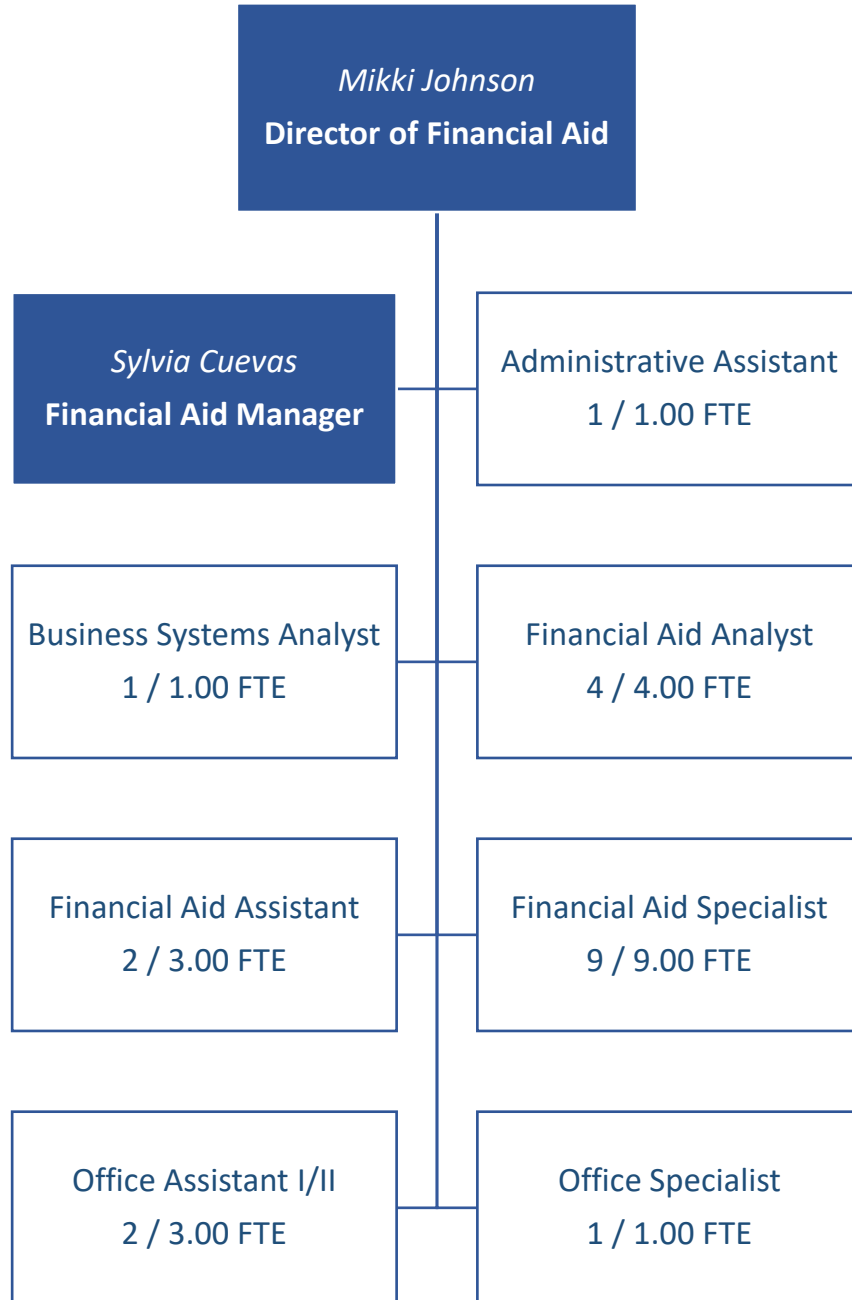 Mikki Johnson
Director of Financial Aid
Sylvia Cuevas
Financial Aid Manager
Administrative Assistant
1 / 1.00 FTE
Business Systems Analyst
1 / 1.00 FTE
Financial Aid Analyst
4 / 4.00 FTE
Financial Aid Assistant
2 / 3.00 FTE
Financial Aid Specialist
9 / 9.00 FTE
Office Assistant I/II
2 / 3.00 FTE
Office Specialist
1 / 1.00 FTE